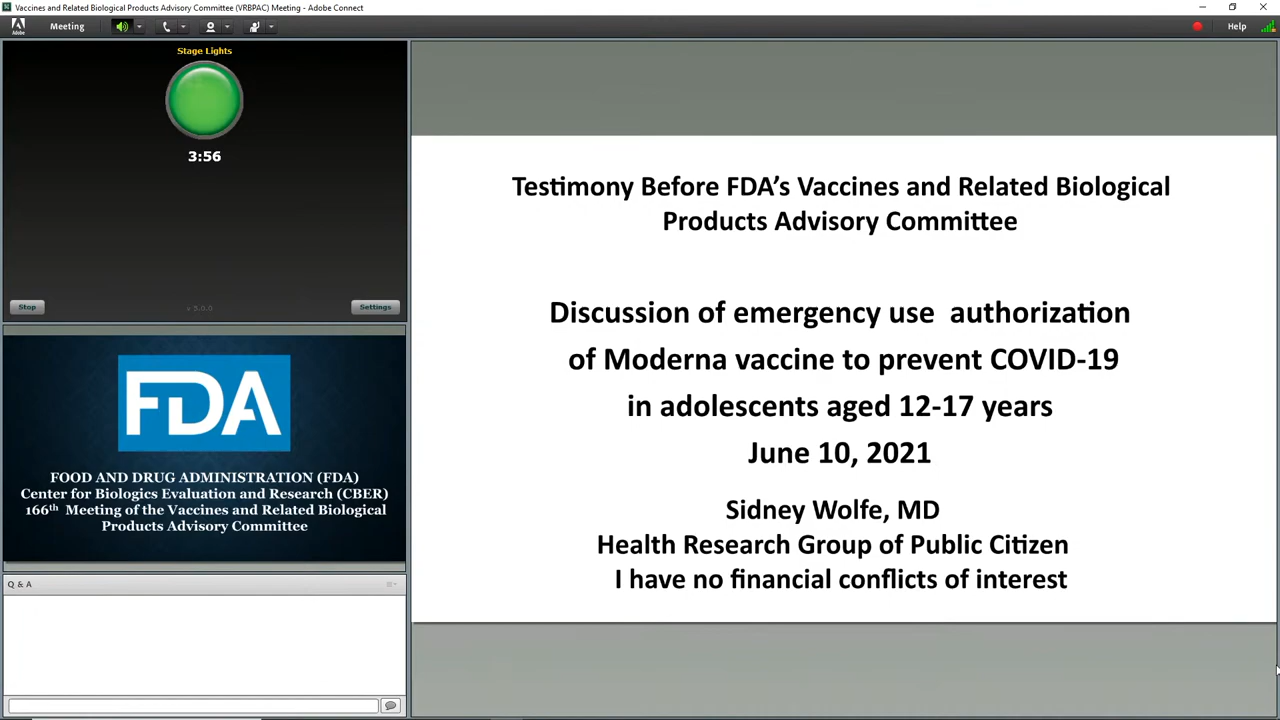 Vaccines and Related Biological Products Advisory Committee (VRBPAC) Meeting - Adobe Connect
Adobe
Meeting
Help
Stage Lights
3:56
Stop
v 5.0.0
Settings
FDA
FOOD AND DRUG ADMINISTRATION (FDA)
Center for Biologics Evaluation and Research (CBER)
166th Meeting of the Vaccines and Related Biological
Products Advisory Committee
Q & A
Testimony Before FDA’s Vaccines and Related Biological
Products Advisory Committee
Discussion of emergency use authorization
of Moderna vaccine to prevent COVID-19
in adolescents aged 12-17 years
June 10, 2021
Sidney Wolfe, MD
Health Research Group of Public Citizen
I have no financial conflicts of interest